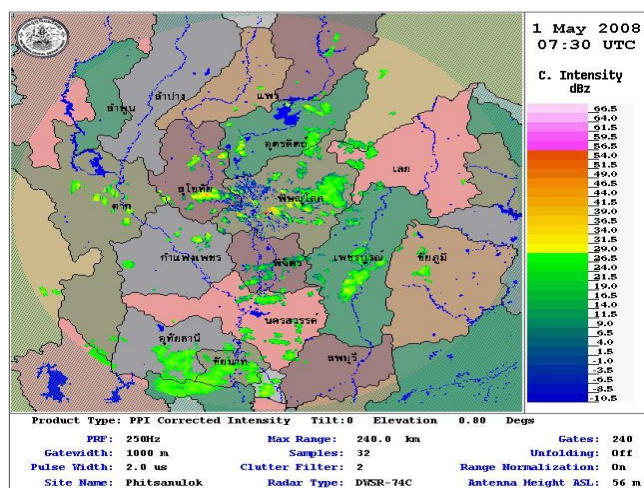 1 May 2008
07:30 UTC
C. Intensity
dBz
66.5
64.0
61.5
59.0
56.5
54.0
51.5
49.0
46.5
44.0
41.5
39.0
36.5
34.0
31.5
29.0
26.5
24.0
21.5
19.0
16.5
14.0
11.5
9.0
6.5
4.0
1.5
-1.0
-3.5
-6.0
-8.5
-10.5
แพร่
ลำปาง
ลำพูน
อุตรดิตถ์
เลย
สุโขทัย
ตาก
พิษณุโลก
กำแพงเพชร
พิจิตร
เพชรบูรณ์
ชัยภูมิ
นครสวรรค์
อุทัยธานี
ชัยนาท
ลพบุรี
Product Type: PPI Corrected Intensity Tilt:0 Elevation 0.80 Degs
PRF: 250Hz Max Range: 240.0 km Gates: 240
Gatewidth: 1000 m Samples: 32 Unfolding: Off
Pulse Width: 2.0 us Clutter Filter: 2 Range Normalization: On
Site Name: Phitsanulok Radar Type: DWSR-74C Antenna Height ASL: 56 m